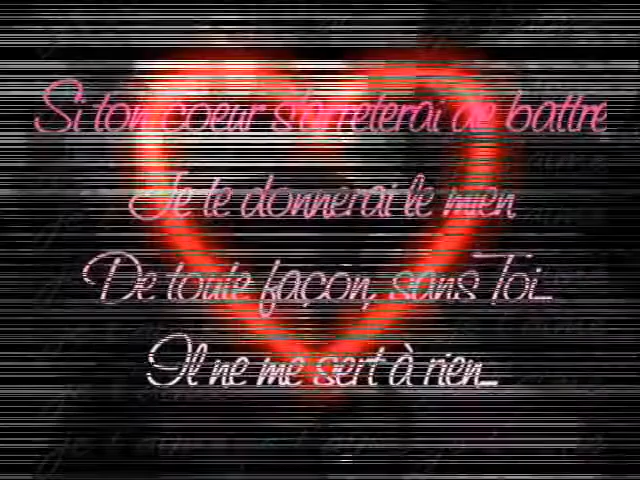 Si ton coeur s'arreterai de battre
Je te donnerai le mien
De toute façon, sans Toi...
Il ne me sert à rien...